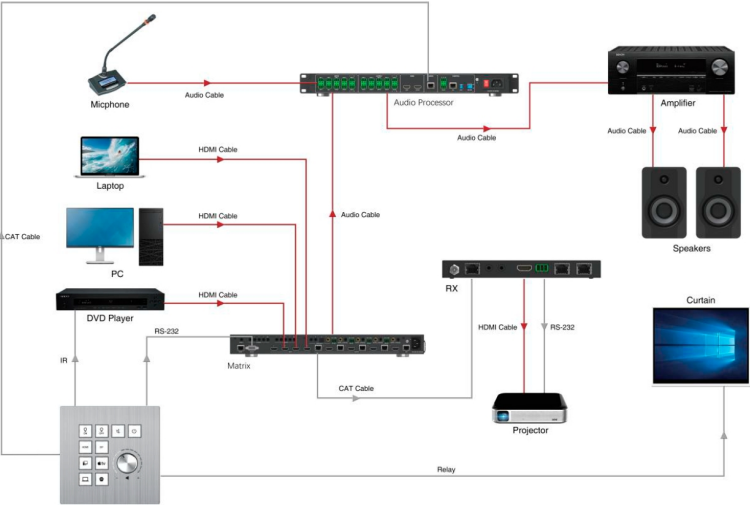 Micphone
Audio Cable
Audio Processor
Audio Cable
Amplifier
Audio Cable
Audio Cable
Speakers
HDMI Cable
Laptop
HDMI Cable
Audio Cable
CAT Cable
PC
HDMI Cable
DVD Player
RX
HDMI Cable
RS-232
Curtain
RS-232
Matrix
IR
CAT Cable
Projector
Relay